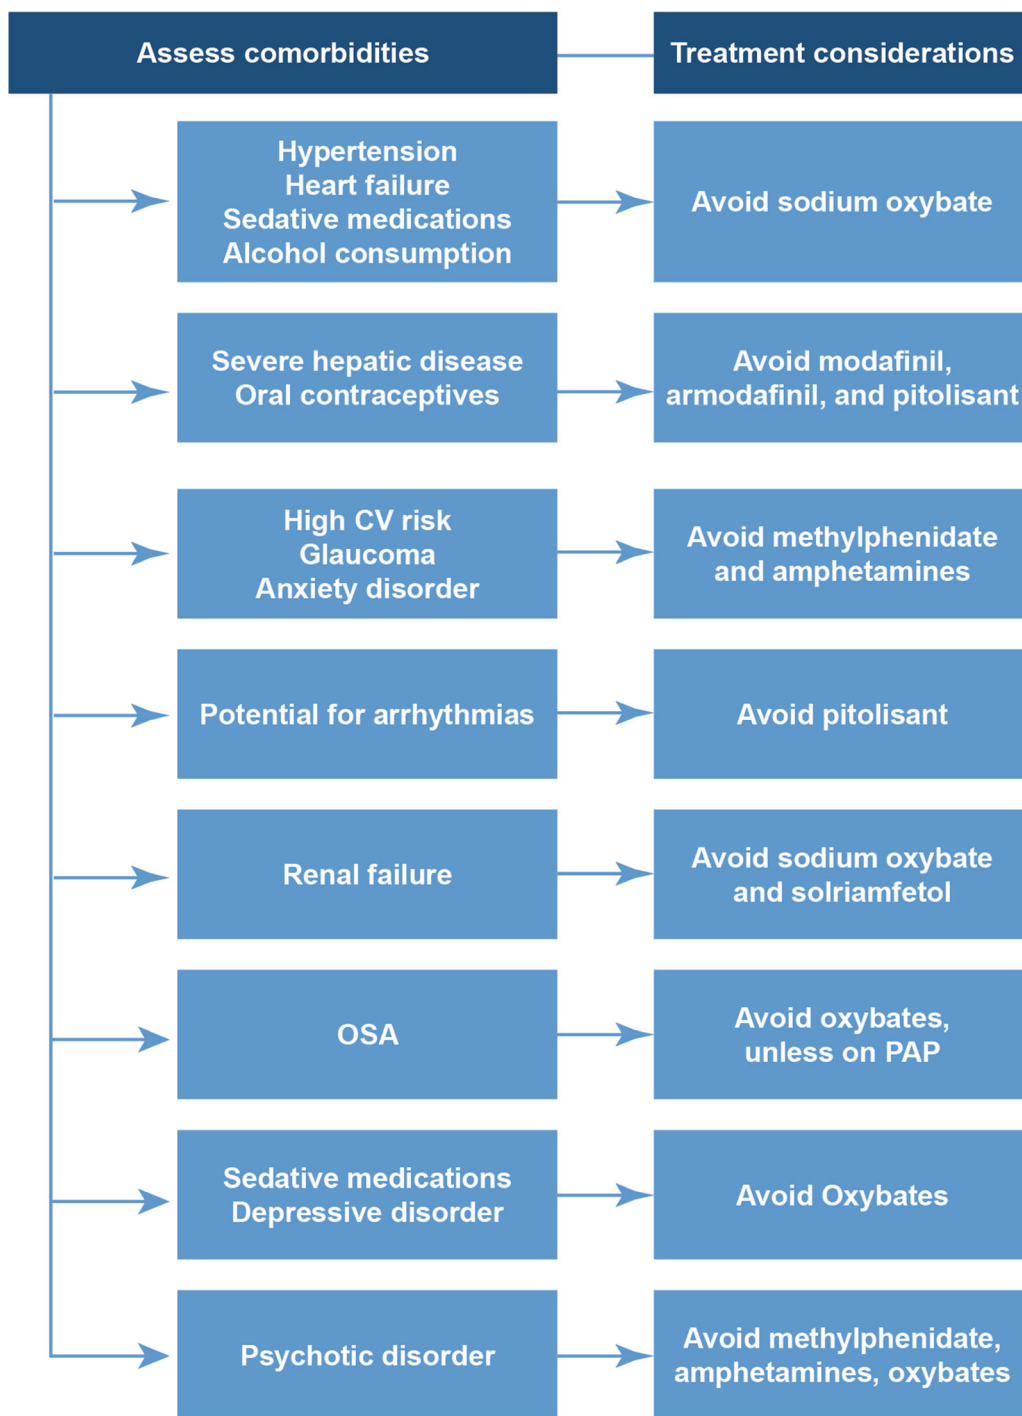 Assess comorbidities
Treatment considerations
Hypertension
Heart failure
Sedative medications
Alcohol consumption
Avoid sodium oxybate
Severe hepatic disease
Oral contraceptives
Avoid modafinil,
armodafinil, and pitolisant
High CV risk
Glaucoma
Anxiety disorder
Avoid methylphenidate
and amphetamines
Potential for arrhythmias
Avoid pitolisant
Renal failure
Avoid sodium oxybate
and solriamfetol
OSA
Avoid oxybates,
unless on PAP
Sedative medications
Depressive disorder
Avoid Oxybates
Psychotic disorder
Avoid methylphenidate,
amphetamines, oxybates